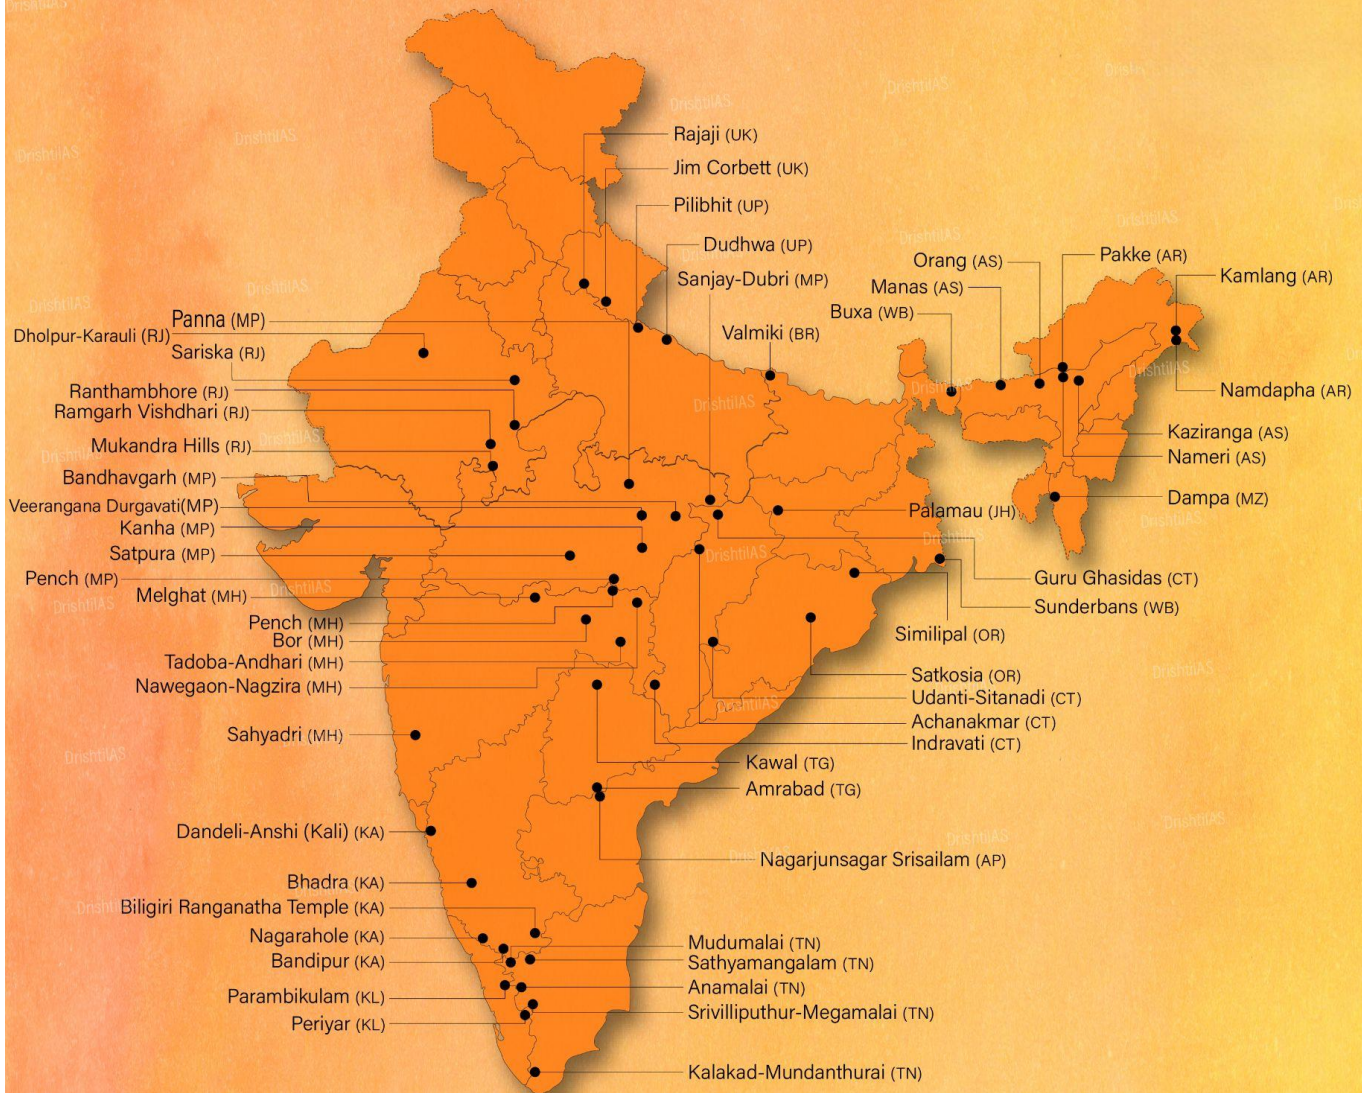 Rajaji (UK)
Jim Corbett (UK)
Pilibhit (UP)
Dudhwa (UP)
Sanjay-Dubri (MP)
Valmiki (BR)
Orang (AS)
Manas (AS)
Buxa (WB)
Pakke (AR)
Kamlang (AR)
Namdapha (AR)
Kaziranga (AS)
Nameri (AS)
Dampa (MZ)
Panna (MP)
Dholpur-Karauli (RJ)
Sariska (RJ)
Ranthambhore (RJ)
Ramgarh Vishdhari (RJ)
Mukandra Hills (RJ)
Bandhavgarh (MP)
Veerangana Durgavati(MP)
Kanha (MP)
Satpura (MP)
Pench (MP)
Melghat (MH)
Pench (MH)
Bor (MH)
Tadoba-Andhari (MH)
Nawegaon-Nagzira (MH)
Sahyadri (MH)
Dandeli-Anshi (Kali) (KA)
Bhadra (KA)
Biligiri Ranganatha Temple (KA)
Nagarahole (KA)
Bandipur (KA)
Parambikulam (KL)
Periyar (KL)
Palamau (JH)
Guru Ghasidas (CT)
Sunderbans (WB)
Similipal (OR)
Satkosia (OR)
Udanti-Sitanadi (CT)
Achanakmar (CT)
Indravati (CT)
Kawal (TG)
Amrabad (TG)
Nagarjunsagar Srisailam (AP)
Mudumalai (TN)
Sathyamangalam (TN)
Anamalai (TN)
Srivilliputhur-Megamalai (TN)
Kalakad-Mundanthurai (TN)
DrishtiIAS